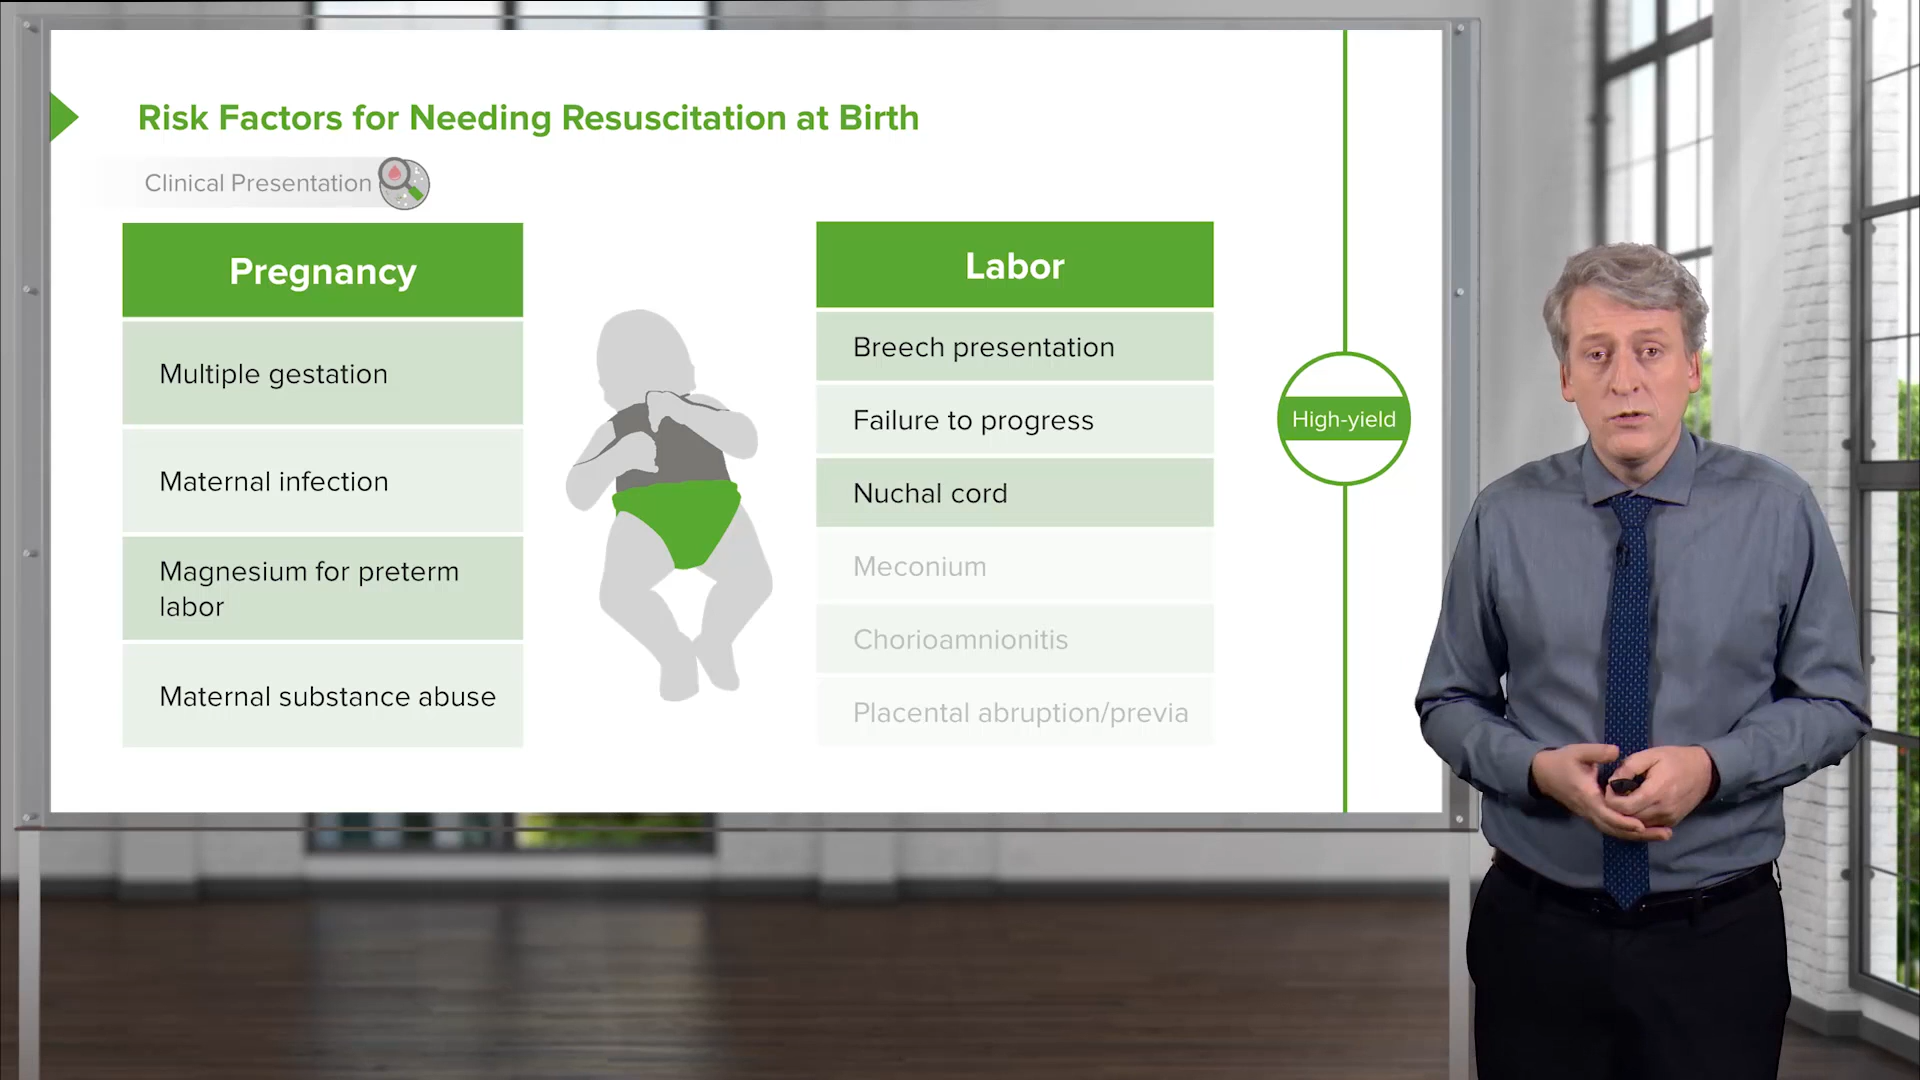 Risk Factors for Needing Resuscitation at Birth
Clinical Presentation
Pregnancy
Multiple gestation
Maternal infection
Magnesium for preterm
labor
Maternal substance abuse
Labor
Breech presentation
Failure to progress
Nuchal cord
Meconium
Chorioamnionitis
Placental abruption/previa
High-yield